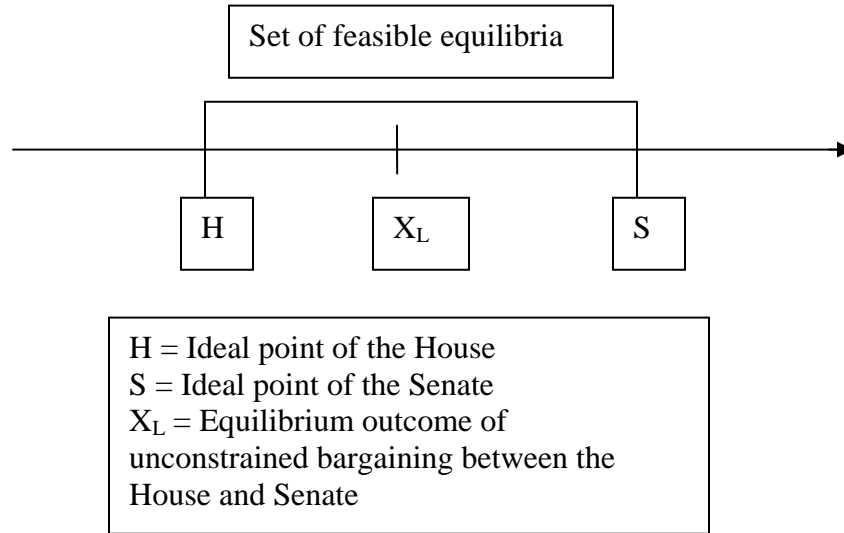 Set of feasible equilibria
H
X_L
S
H = Ideal point of the House
S = Ideal point of the Senate
X_L = Equilibrium outcome of
unconstrained bargaining between the
House and Senate